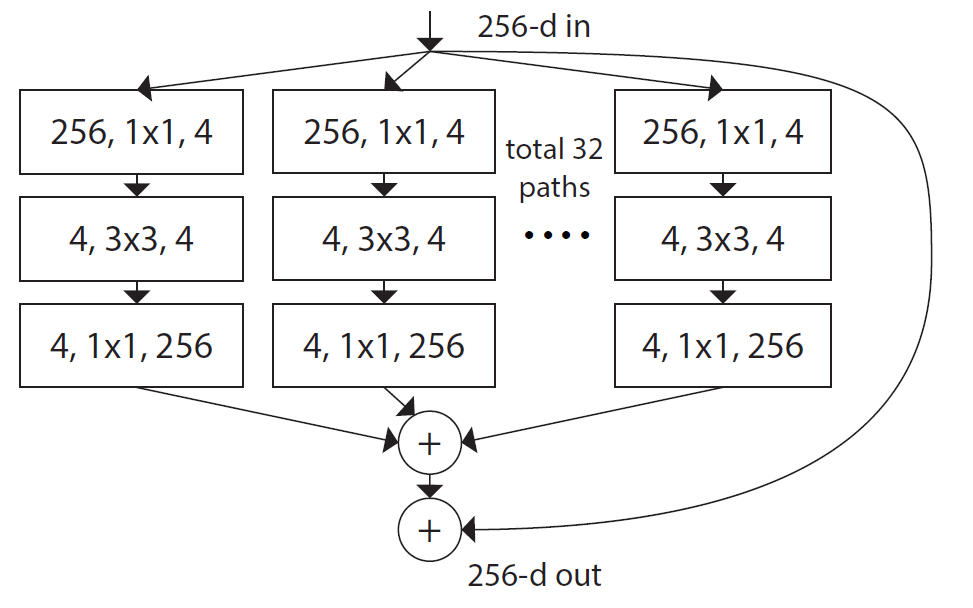 256-d in
256, 1x1, 4
256, 1x1, 4
total 32
paths
256, 1x1, 4
4, 3x3, 4
4, 3x3, 4
• • • •
4, 3x3, 4
4, 1x1, 256
4, 1x1, 256
4, 1x1, 256
+
+
256-d out